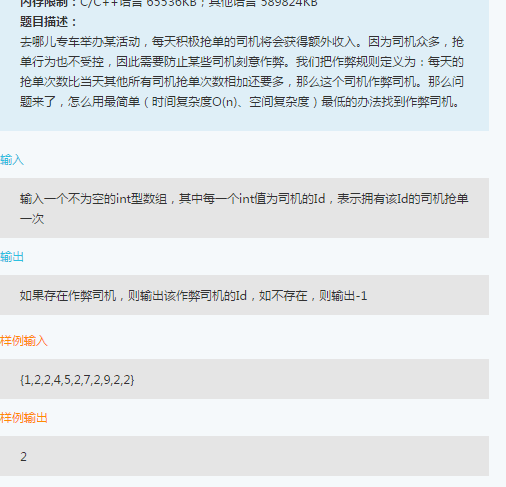 内存限制：C/C++语言 65536KB；其他语言 589824KB
题目描述：
去哪儿专车举办某活动，每天积极抢单的司机将会获得额外收入。因为司机众多，抢
单行为也不受控，因此需要防止某些司机刻意作弊。我们把作弊规则定义为：每天的
抢单次数比当天其他所有司机抢单次数相加还要多，那么这个司机作弊司机。那么问
题来了，怎么用最简单（时间复杂度O(n)、空间复杂度）最低的办法找到作弊司机。
输入
输入一个不为空的int型数组，其中每一个int值为司机的Id，表示拥有该Id的司机抢单
一次
输出
如果存在作弊司机，则输出该作弊司机的Id，如不存在，则输出-1
样例输入
{1,2,2,4,5,2,7,2,9,2,2}
样例输出
2